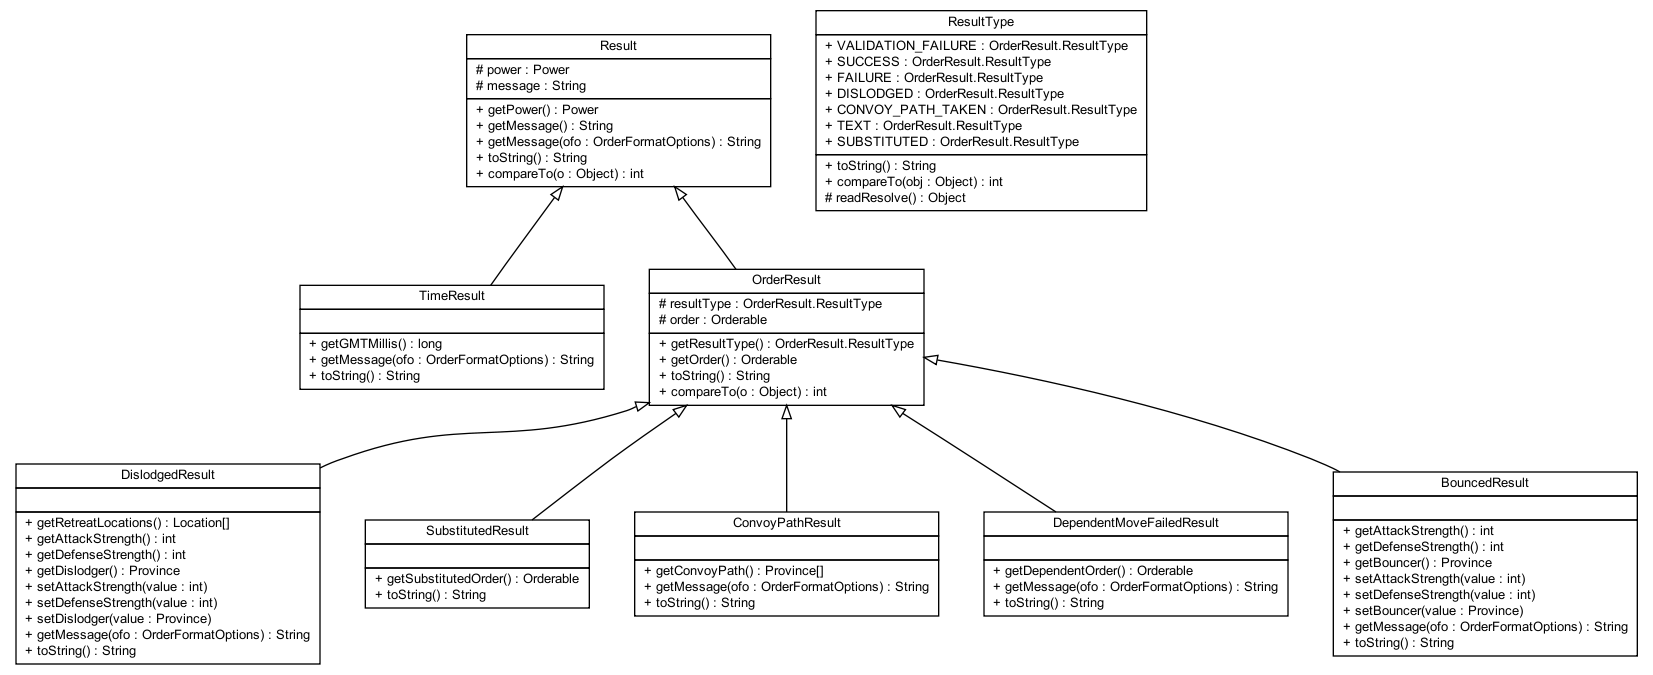 Result
# power : Power
# message : String
+ getPower() : Power
+ getMessage() : String
+ getMessage(ofo : OrderFormatOptions) : String
+ toString() : String
+ compareTo(o : Object) : int
ResultType
+ VALIDATION_FAILURE : OrderResult.ResultType
+ SUCCESS : OrderResult.ResultType
+ FAILURE : OrderResult.ResultType
+ DISLODGED : OrderResult.ResultType
+ CONVOY_PATH_TAKEN : OrderResult.ResultType
+ TEXT : OrderResult.ResultType
+ SUBSTITUTED : OrderResult.ResultType
+ toString() : String
+ compareTo(obj : Object) : int
# readResolve() : Object
TimeResult
+ getGMTMillis() : long
+ getMessage(ofo : OrderFormatOptions) : String
+ toString() : String
OrderResult
# resultType : OrderResult.ResultType
# order : Orderable
+ getResultType() : OrderResult.ResultType
+ getOrder() : Orderable
+ toString() : String
+ compareTo(o : Object) : int
DislodgedResult
+ getRetreatLocations() : Location[]
+ getAttackStrength() : int
+ getDefenseStrength() : int
+ getDislodger() : Province
+ setAttackStrength(value : int)
+ setDefenseStrength(value : int)
+ setDislodger(value : Province)
+ getMessage(ofo : OrderFormatOptions) : String
+ toString() : String
SubstitutedResult
+ getSubstitutedOrder() : Orderable
+ toString() : String
ConvoyPathResult
+ getConvoyPath() : Province[]
+ getMessage(ofo : OrderFormatOptions) : String
+ toString() : String
DependentMoveFailedResult
+ getDependentOrder() : Orderable
+ getMessage(ofo : OrderFormatOptions) : String
+ toString() : String
BouncedResult
+ getAttackStrength() : int
+ getDefenseStrength() : int
+ getBouncer() : Province
+ setAttackStrength(value : int)
+ setDefenseStrength(value : int)
+ setBouncer(value : Province)
+ getMessage(ofo : OrderFormatOptions) : String
+ toString() : String